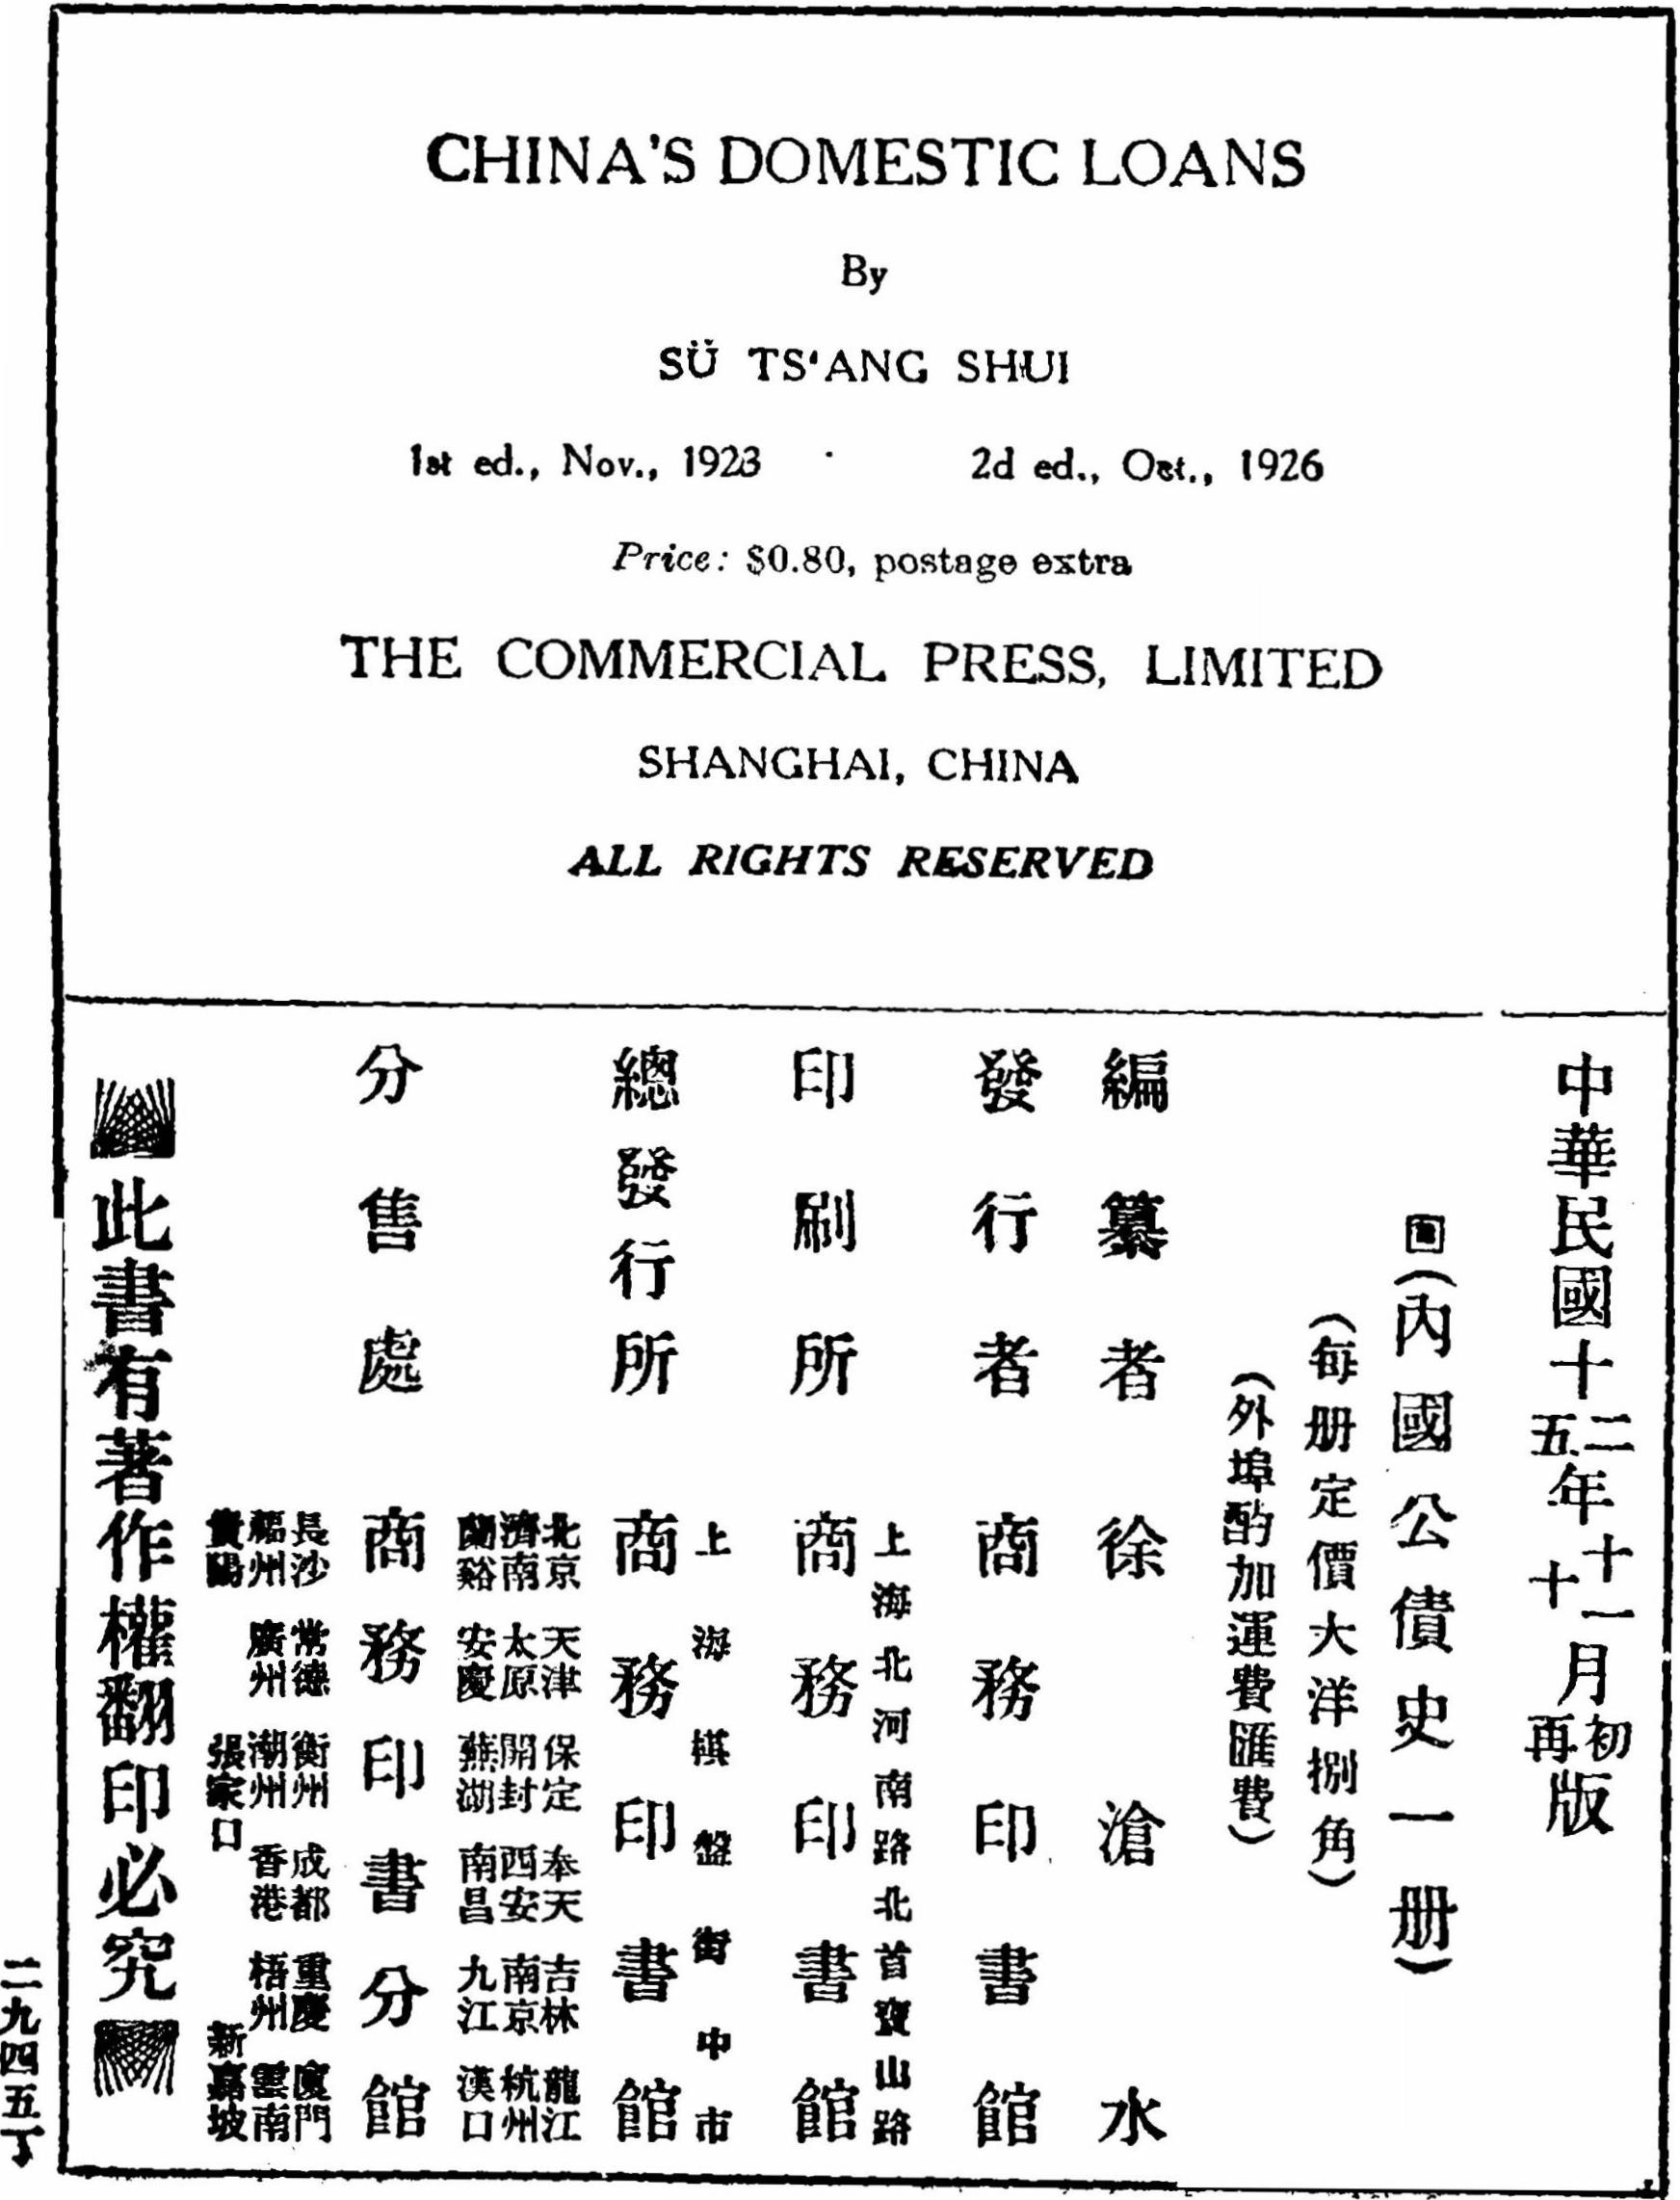 CHINA'S DOMESTIC LOANS
By
SÜ TS'ANG SHUI
1st ed., Nov., 1923
2d ed., Oct., 1926
Price: $0.80, postage extra
THE COMMERCIAL PRESS, LIMITED
SHANGHAI, CHINA
ALL RIGHTS RESERVED
中華民國十二五年十一十月初再版
(內國公債史一册)
(每册定價大洋捌角)
(外埠酌加運費匯費)
編纂者 徐滄水
發行者 商務印書館
上海北河南路北首寶山路
印刷所 商務印書館
上海棋盤街中市
總發行所 商務印書館
北京 天津 保定 奉天 吉林 龍江
濟南 太原 開封 西安 南京 杭州
蘭谿 安慶 蕪湖 南昌 九江 漢口
分售處 商務印書分館
長沙 常德 衡州 成都 重慶 廈門
福州 廣州 潮州 香港 梧州 雲南
貴陽 張家口 新嘉坡
此書有著作權翻印必究
二九四五丁